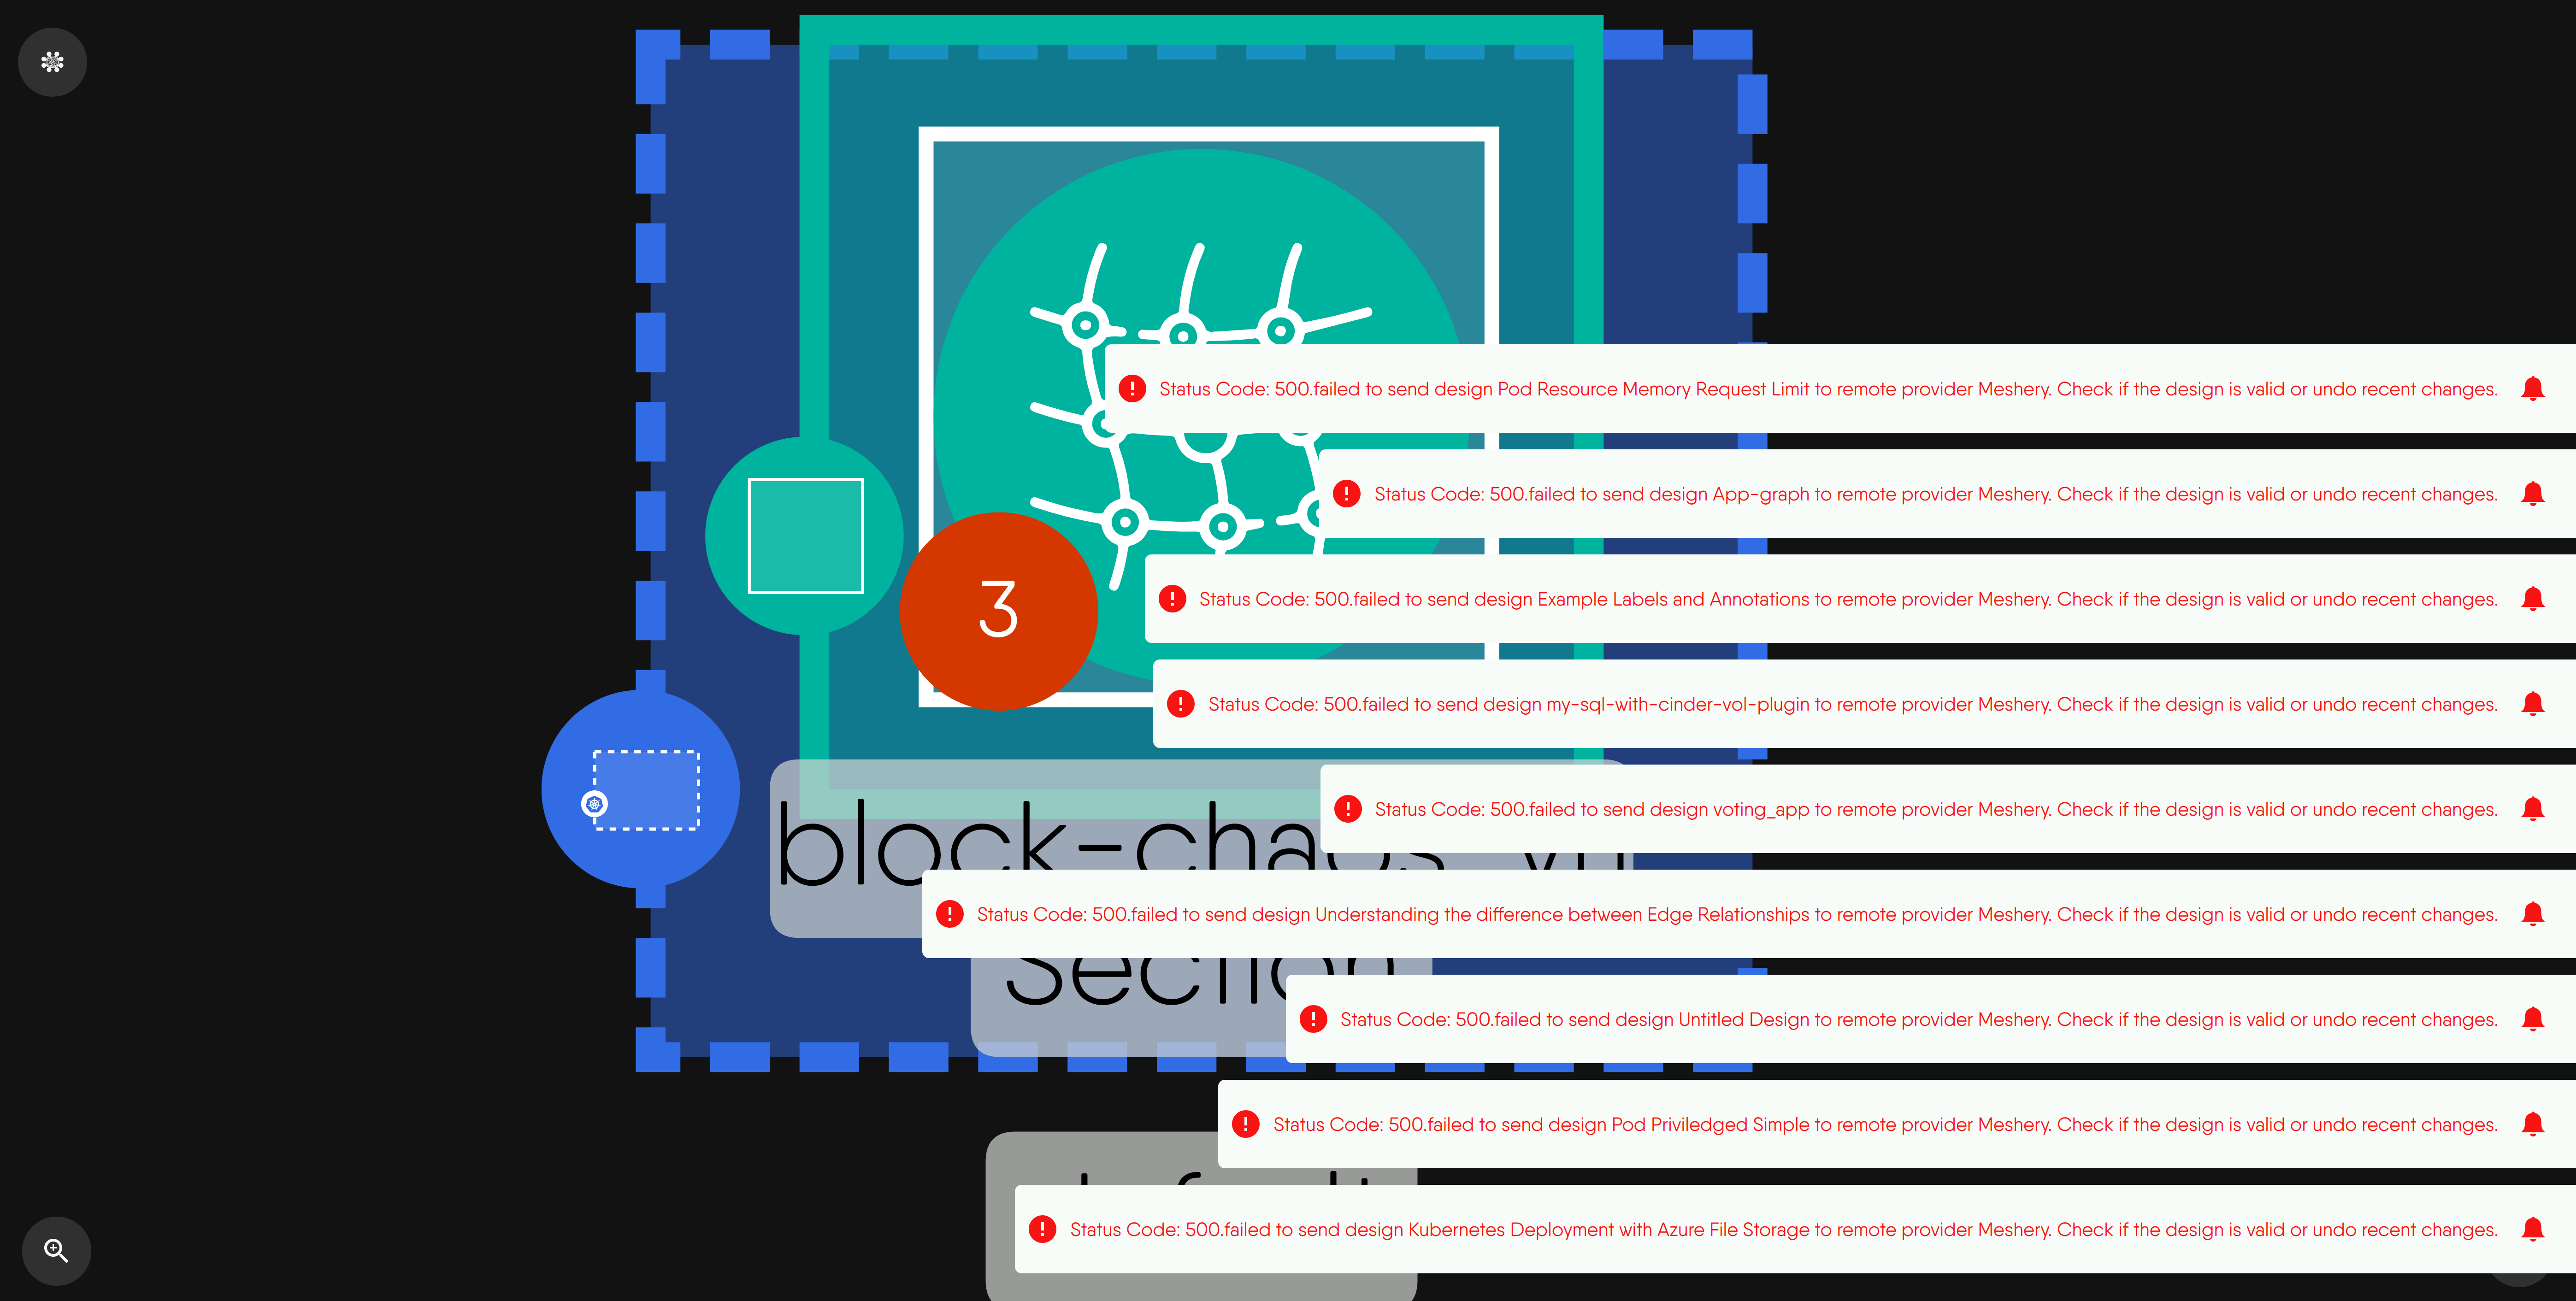 Status Code: 500.failed to send design Pod Resource Memory Request Limit to remote provider Meshery. Check if the design is valid or undo recent changes.
Status Code: 500.failed to send design App-graph to remote provider Meshery. Check if the design is valid or undo recent changes.
Status Code: 500.failed to send design Example Labels and Annotations to remote provider Meshery. Check if the design is valid or undo recent changes.
3
Status Code: 500.failed to send design my-sql-with-cinder-vol-plugin to remote provider Meshery. Check if the design is valid or undo recent changes.
Status Code: 500.failed to send design voting_app to remote provider Meshery. Check if the design is valid or undo recent changes.
block-chaos
Status Code: 500.failed to send design Understanding the difference between Edge Relationships to remote provider Meshery. Check if the design is valid or undo recent changes.
Section
Status Code: 500.failed to send design Untitled Design to remote provider Meshery. Check if the design is valid or undo recent changes.
Status Code: 500.failed to send design Pod Priviledged Simple to remote provider Meshery. Check if the design is valid or undo recent changes.
Status Code: 500.failed to send design Kubernetes Deployment with Azure File Storage to remote provider Meshery. Check if the design is valid or undo recent changes.